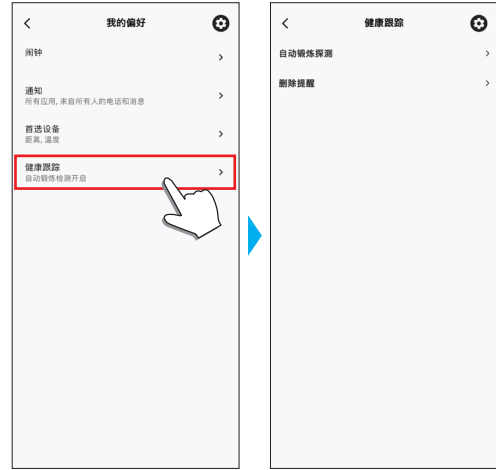 我的偏好
闹钟
通知
所有应用, 来自所有人的电话和消息
首选设备
距离, 温度
健康跟踪
自动锻炼检测开启
健康跟踪
自动锻炼探测
删除提醒